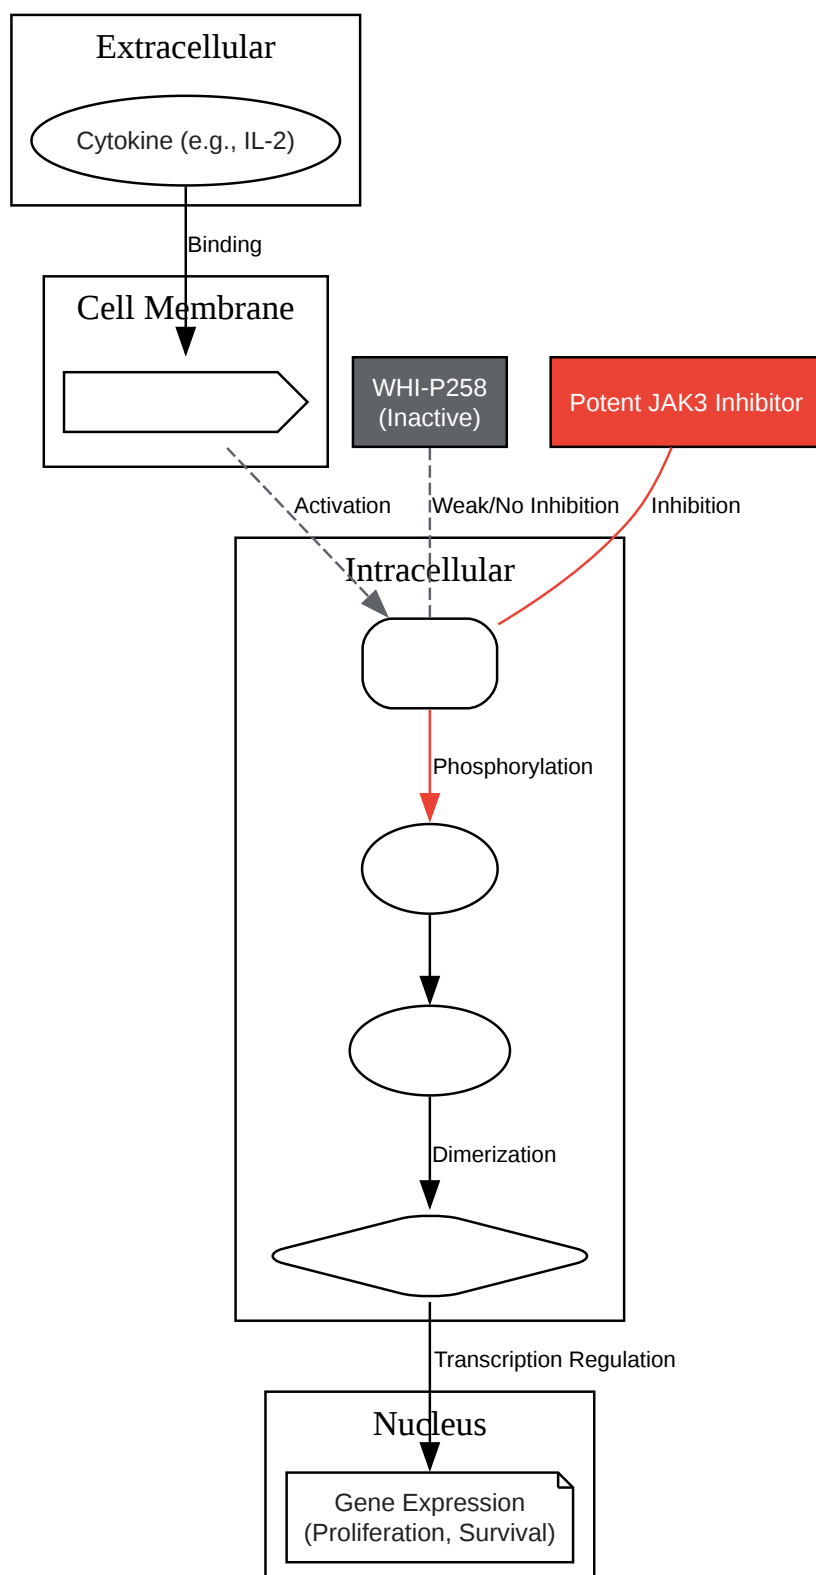 Extracellular
Cytokine (e.g., IL-2)
Binding
Cell Membrane
WHI-P258
(Inactive)
Potent JAK3 Inhibitor
Activation
Weak/No Inhibition
Inhibition
Intracellular
Phosphorylation
Dimerization
Transcription Regulation
Nucleus
Gene Expression
(Proliferation, Survival)